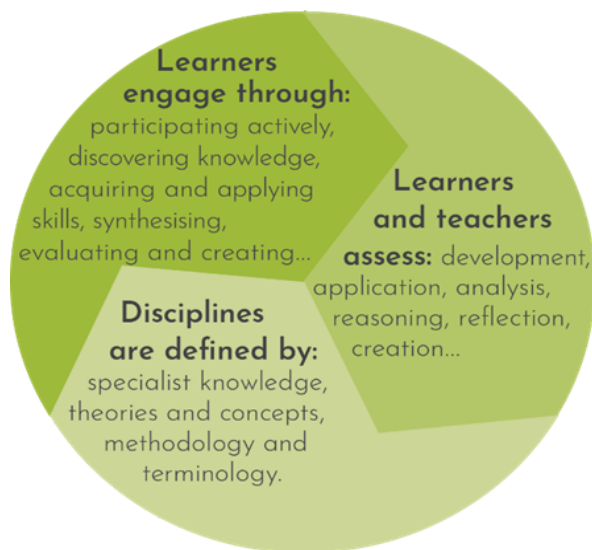 Learners
engage through:
participating actively,
discovering knowledge,
acquiring and applying
skills, synthesising,
evaluating and creating...
Learners
and teachers
assess: development,
application, analysis,
reasoning, reflection,
creation...
Disciplines
are defined by:
specialist knowledge,
theories and concepts,
methodology and
terminology.